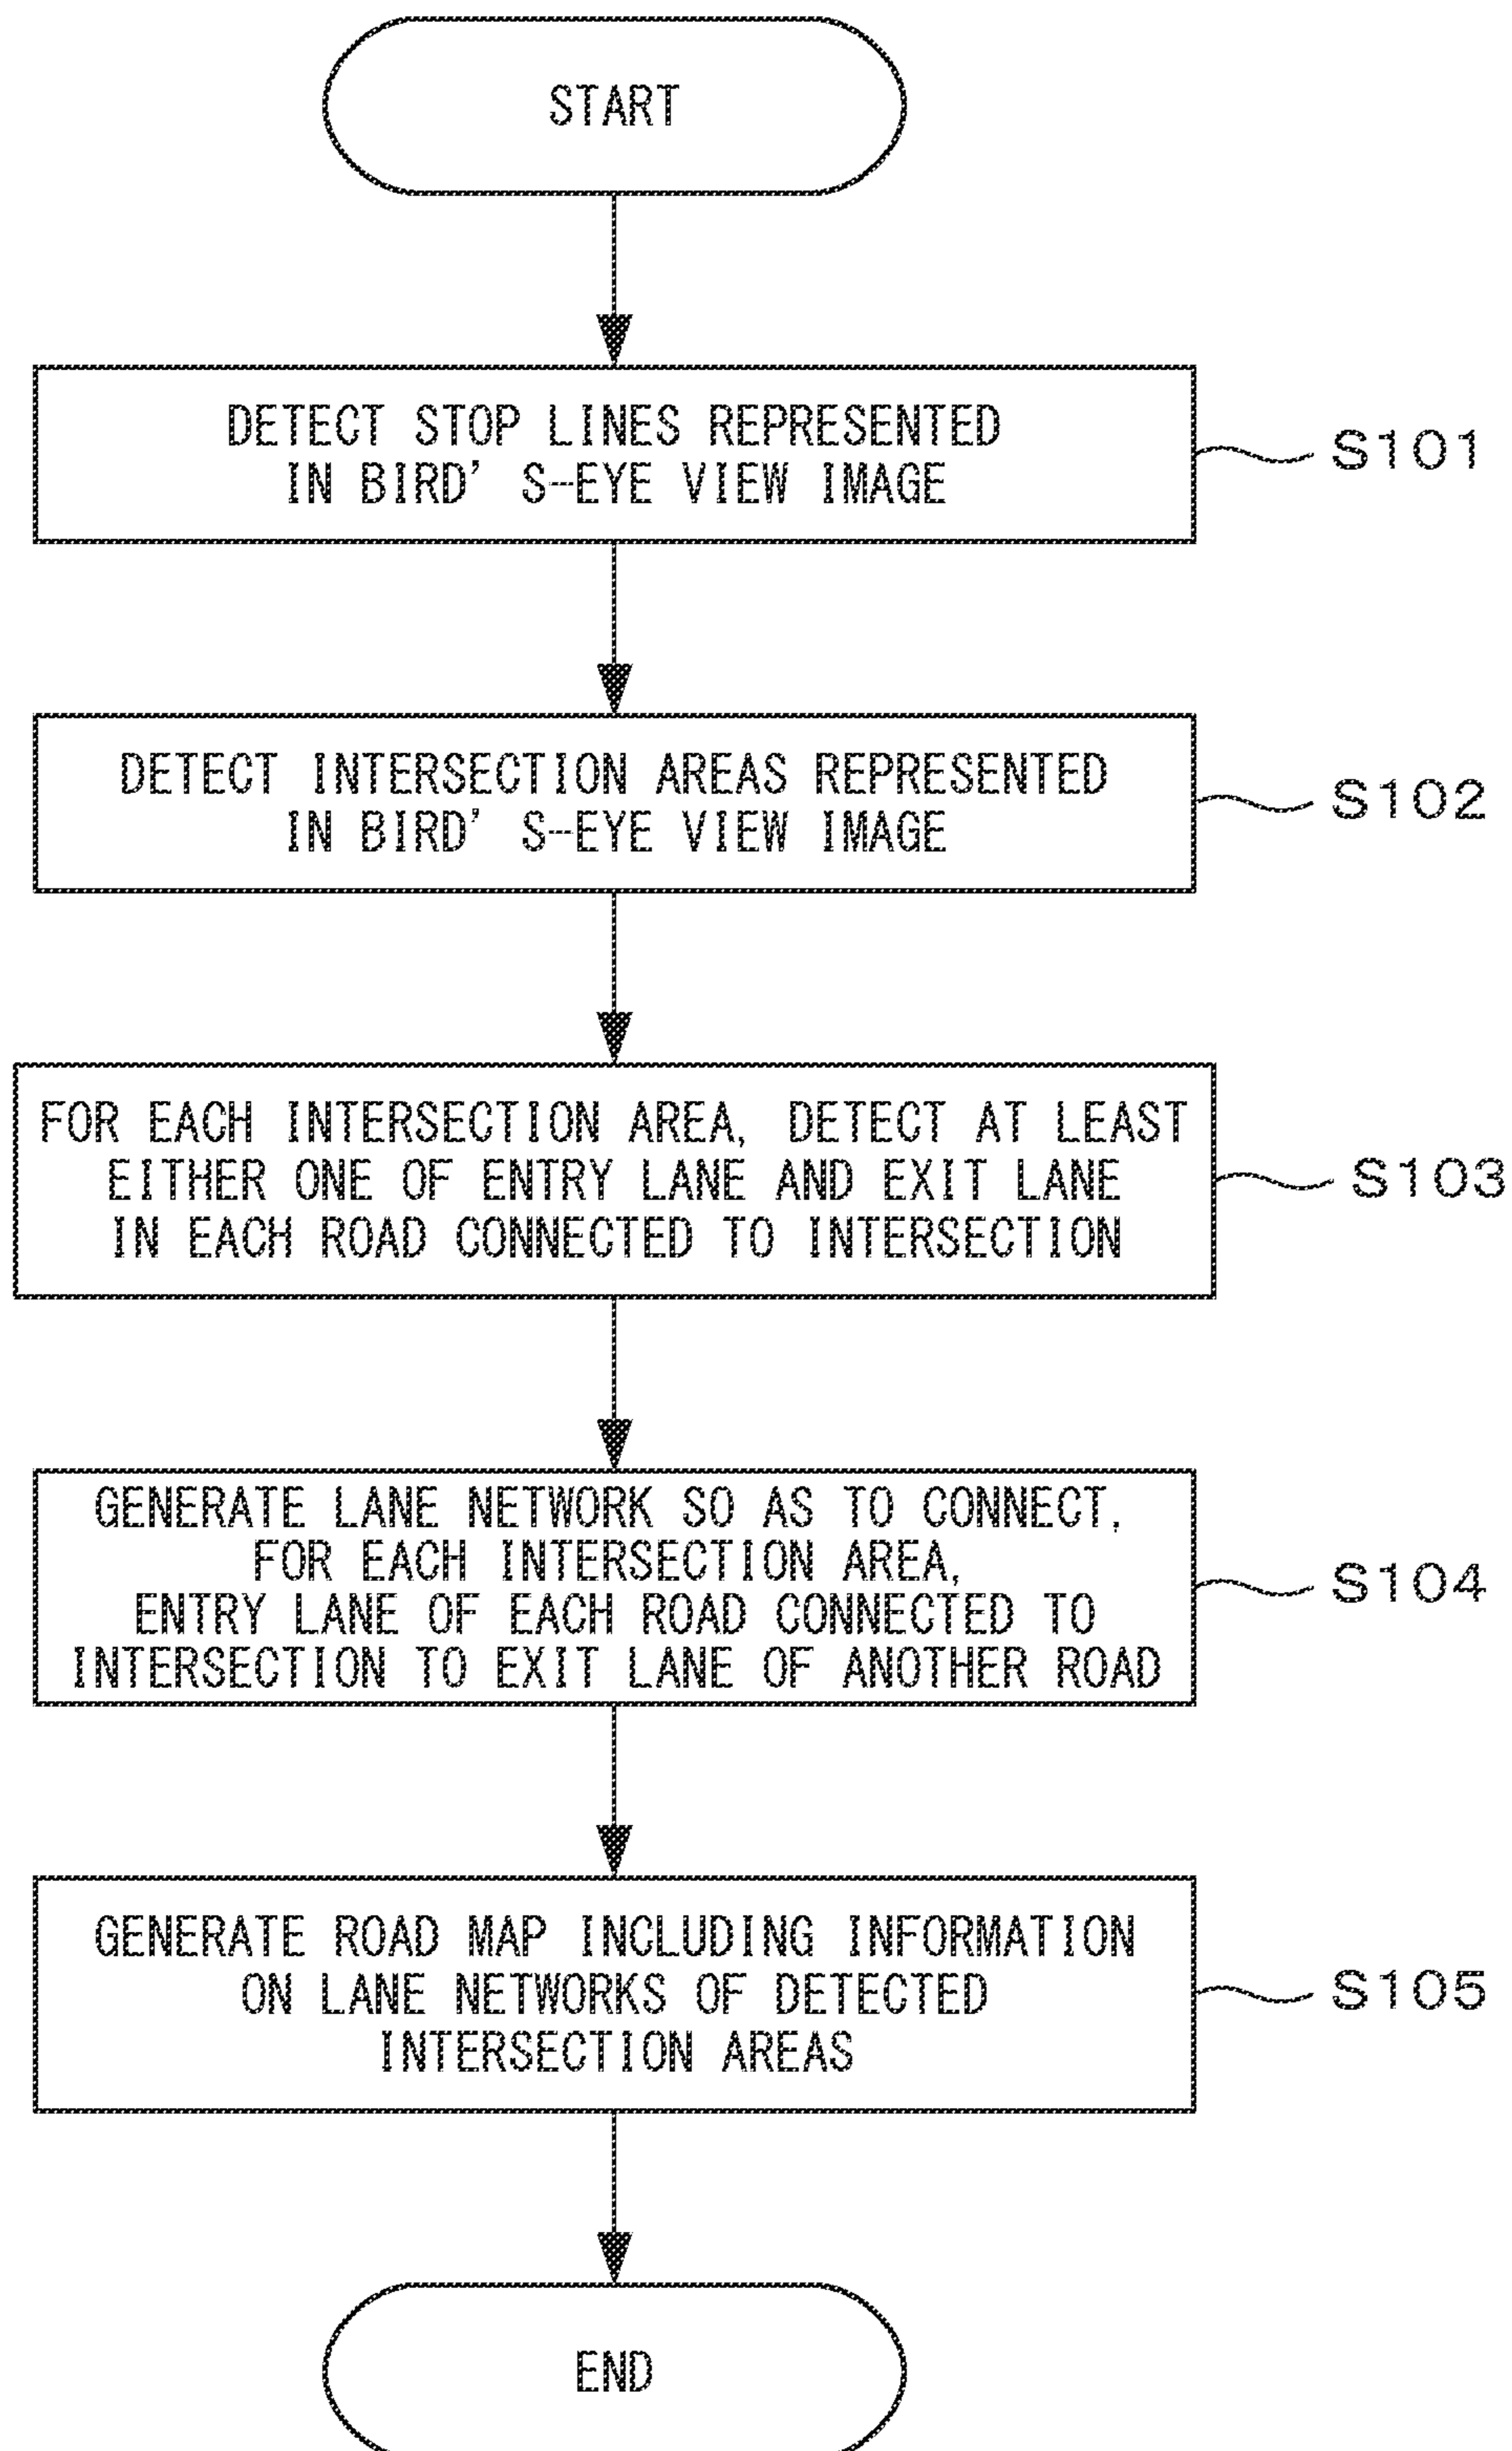 START
DETECT STOP LINES REPRESENTED
IN BIRD'S-EYE VIEW IMAGE
S101
DETECT INTERSECTION AREAS REPRESENTED
IN BIRD'S-EYE VIEW IMAGE
S102
FOR EACH INTERSECTION AREA, DETECT AT LEAST
EITHER ONE OF ENTRY LANE AND EXIT LANE
IN EACH ROAD CONNECTED TO INTERSECTION
S103
GENERATE LANE NETWORK SO AS TO CONNECT,
FOR EACH INTERSECTION AREA,
ENTRY LANE OF EACH ROAD CONNECTED TO
INTERSECTION TO EXIT LANE OF ANOTHER ROAD
S104
GENERATE ROAD MAP INCLUDING INFORMATION
ON LANE NETWORKS OF DETECTED
INTERSECTION AREAS
S105
END